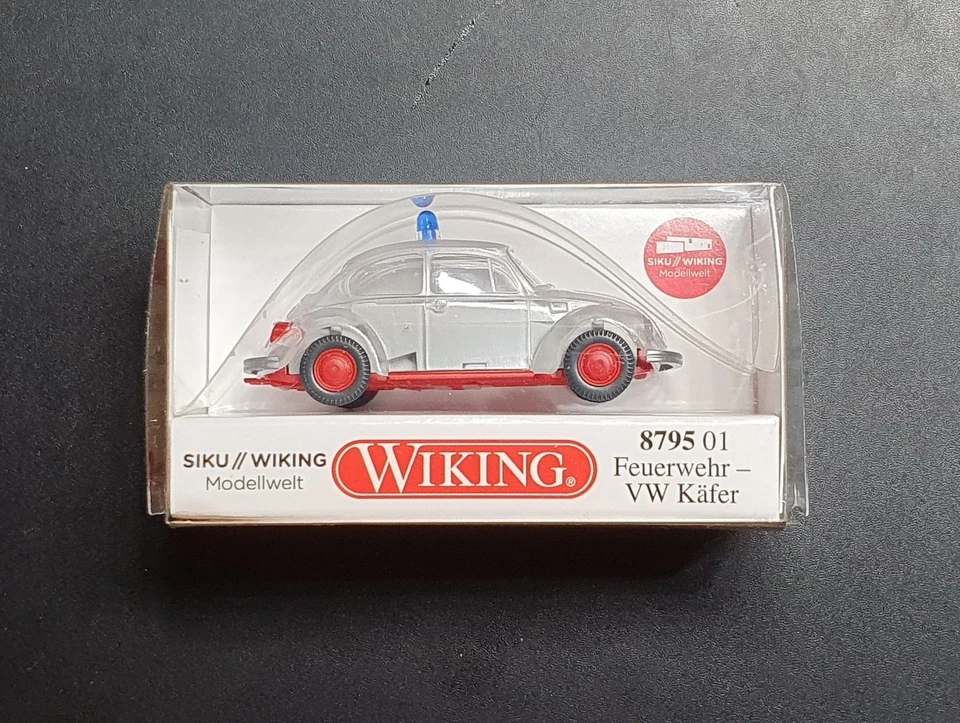 SIKU // WIKING
Modellwelt
SIKU // WIKING
Modellwelt
WIKING®
8795 01
Feuerwehr –
VW Käfer